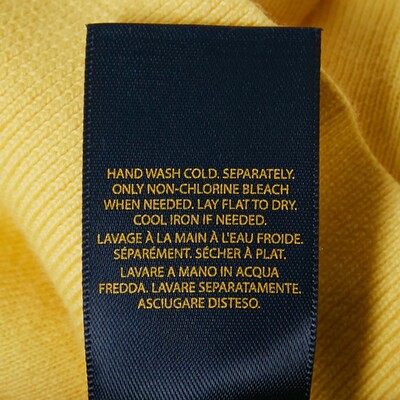 HAND WASH COLD. SEPARATELY.
ONLY NON-CHLORINE BLEACH
WHEN NEEDED. LAY FLAT TO DRY.
COOL IRON IF NEEDED.
LAVAGE À LA MAIN À L'EAU FROIDE.
SÉPARÉMENT. SÉCHER À PLAT.
LAVARE A MANO IN ACQUA
FREDDA. LAVARE SEPARATAMENTE.
ASCIUGARE DISTESO.